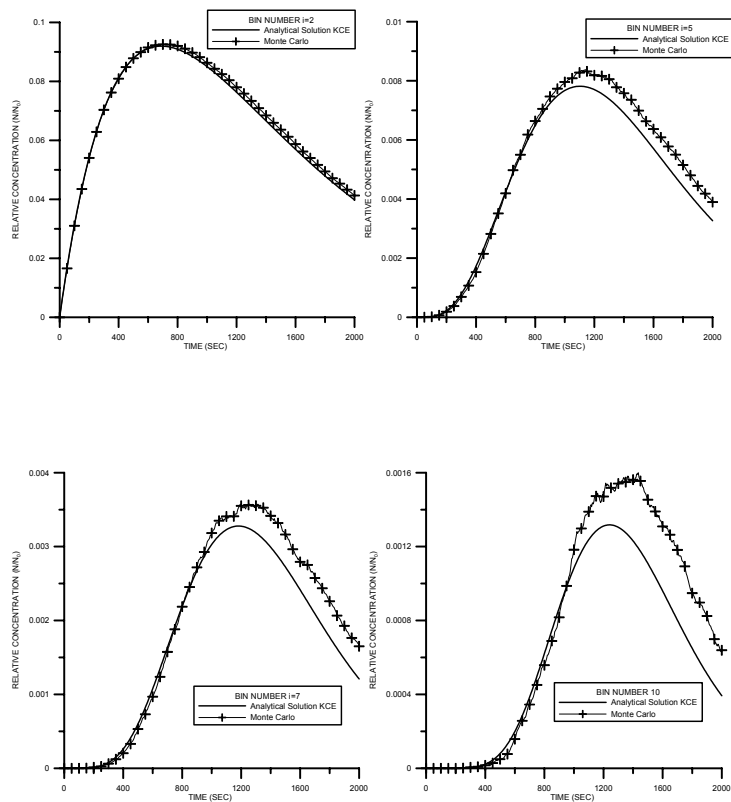 BIN NUMBER i=2
Analytical Solution KCE
Monte Carlo
RELATIVE CONCENTRATION (N/N0)
0.1
0.08
0.06
0.04
0.02
0
0 400 800 1200 1600 2000
TIME (SEC)
BIN NUMBER i=5
Analytical Solution KCE
Monte Carlo
RELATIVE CONCENTRATION (N/N0)
0.01
0.008
0.006
0.004
0.002
0
0 400 800 1200 1600 2000
TIME (SEC)
BIN NUMBER i=7
Analytical Solution KCE
Monte Carlo
RELATIVE CONCENTRATION (N/N0)
0.004
0.003
0.002
0.001
0
0 400 800 1200 1600 2000
TIME (SEC)
BIN NUMBER 10
Analytical Solution KCE
Monte Carlo
RELATIVE CONCENTRATION (N/N0)
0.0016
0.0012
0.0008
0.0004
0
0 400 800 1200 1600 2000
TIME (SEC)